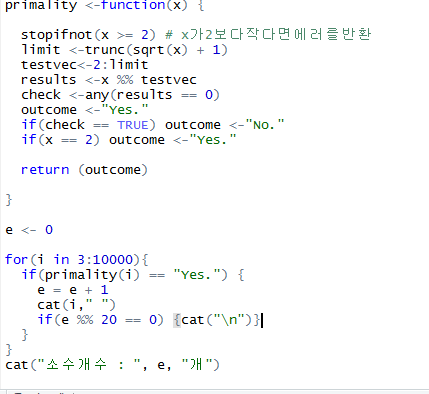 primality <-function(x) {
stopifnot(x >= 2) # x가2보다작다면에러를반환
limit <-trunc(sqrt(x) + 1)
testvec<-2:limit
results <-x %% testvec
check <-any(results == 0)
outcome <-"Yes."
if(check == TRUE) outcome <-"No."
if(x == 2) outcome <-"Yes."
return (outcome)
}
e <- 0
for(i in 3:10000){
if(primality(i) == "Yes.") {
e = e + 1
cat(i," ")
if(e %% 20 == 0) {cat("\n")}
}
}
cat("소수개수 : ", e, "개")